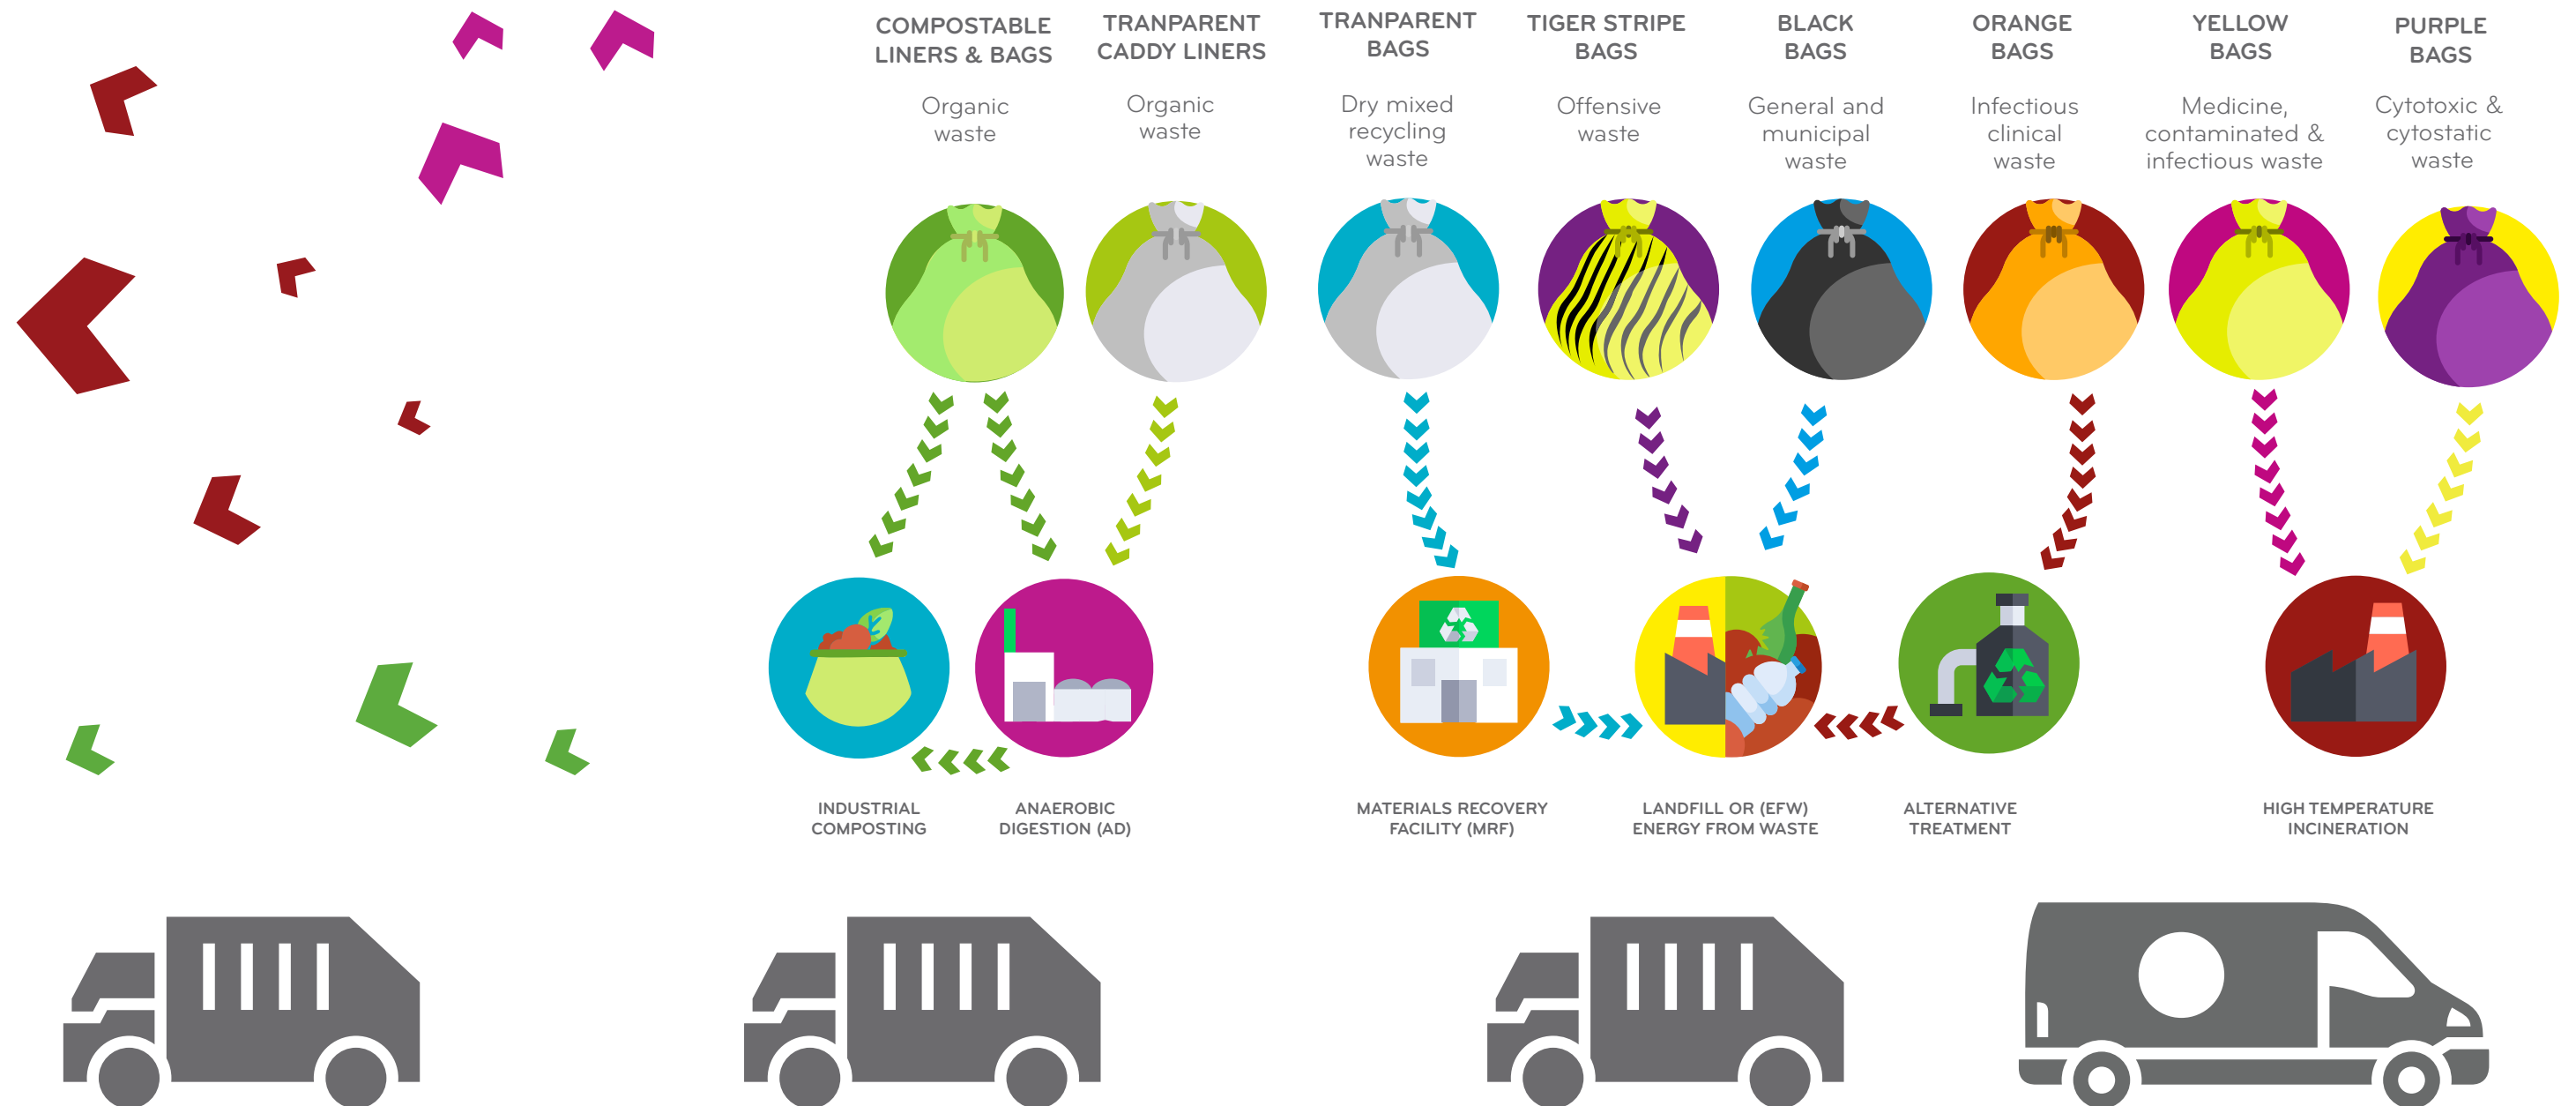 COMPOSTABLE
LINERS & BAGS
Organic
waste
TRANPARENT
CADDY LINERS
Organic
waste
TRANPARENT
BAGS
Dry mixed
recycling
waste
TIGER STRIPE
BAGS
Offensive
waste
BLACK
BAGS
General and
municipal
waste
ORANGE
BAGS
Infectious
clinical
waste
YELLOW
BAGS
Medicine,
contaminated &
infectious waste
PURPLE
BAGS
Cytotoxic &
cytostatic
waste
INDUSTRIAL
COMPOSTING
ANAEROBIC
DIGESTION (AD)
MATERIALS RECOVERY
FACILITY (MRF)
LANDFILL OR (EFW)
ENERGY FROM WASTE
ALTERNATIVE
TREATMENT
HIGH TEMPERATURE
INCINERATION